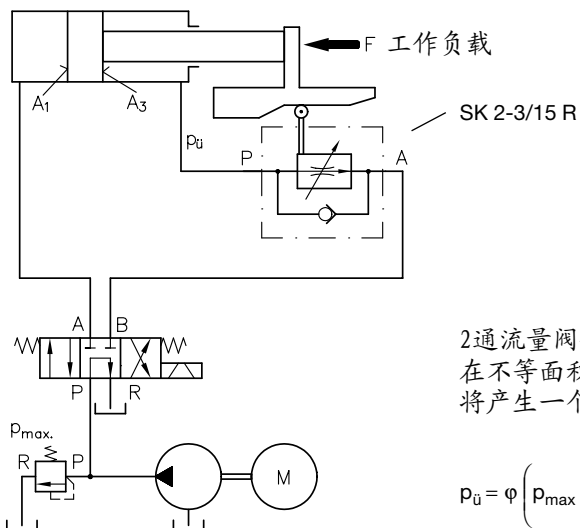 F 工作负载
A1
A3
SK 2-3/15 R
pü
P
A
A
B
P
R
2通流量阀
在不等面积
将产生一个
pmax.
R
P
M
pü = φ ( pmax